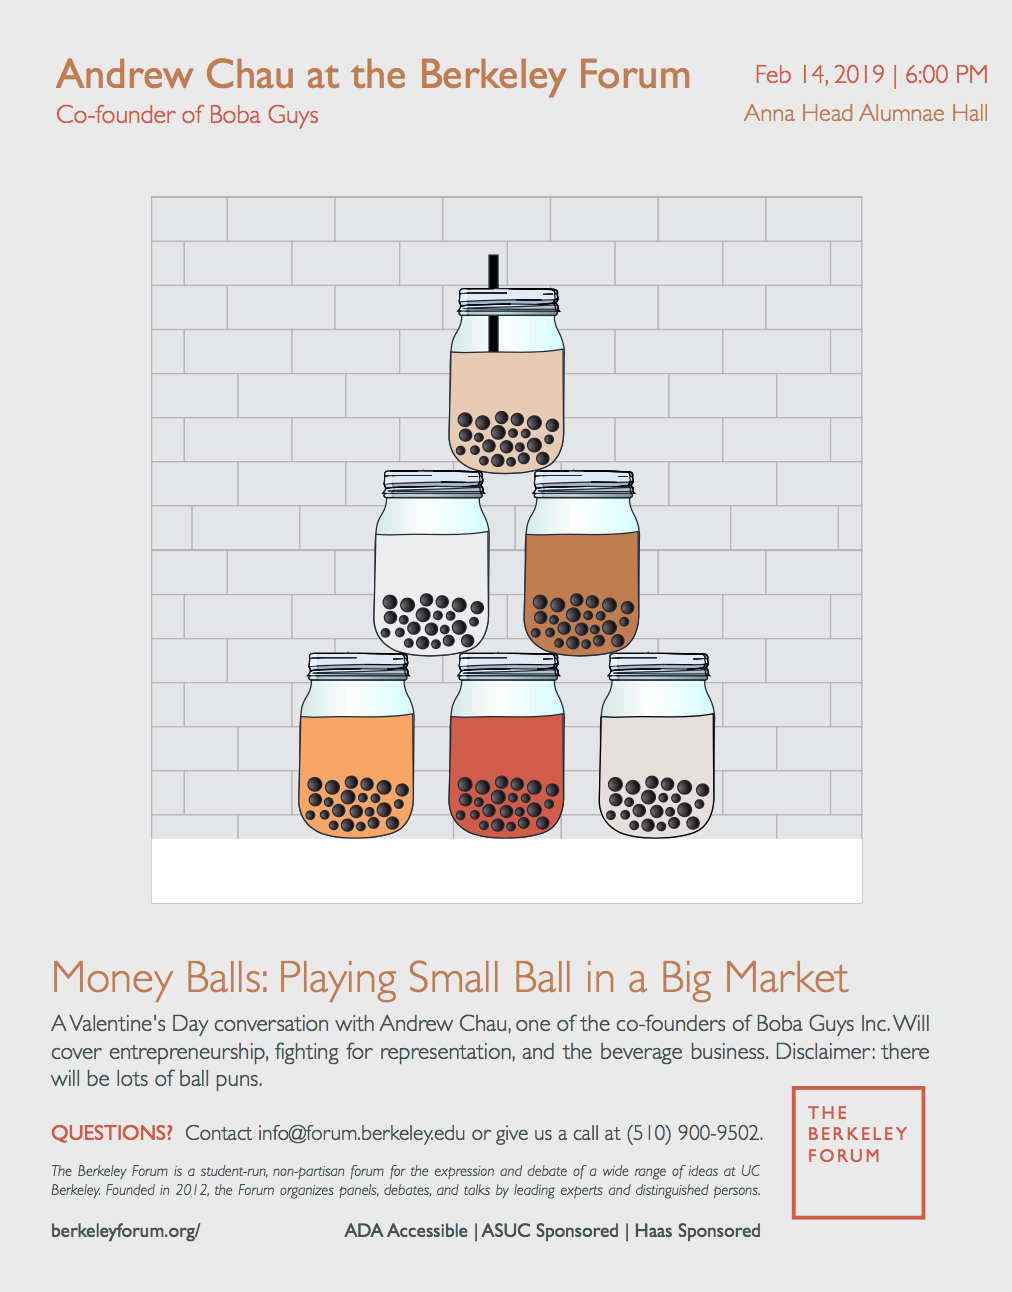 Andrew Chau at the Berkeley Forum
Co-founder of Boba Guys
Feb 14, 2019 | 6:00 PM
Anna Head Alumnae Hall
Money Balls: Playing Small Ball in a Big Market
A Valentine's Day conversation with Andrew Chau, one of the co-founders of Boba Guys Inc. Will
cover entrepreneurship, fighting for representation, and the beverage business. Disclaimer: there
will be lots of ball puns.
QUESTIONS? Contact info@forum.berkeley.edu or give us a call at (510) 900-9502.
The Berkeley Forum is a student-run, non-partisan forum for the expression and debate of a wide range of ideas at UC
Berkeley. Founded in 2012, the Forum organizes panels, debates, and talks by leading experts and distinguished persons.
berkeleyforum.org/
ADA Accessible | ASUC Sponsored | Haas Sponsored
THE
BERKELEY
FORUM